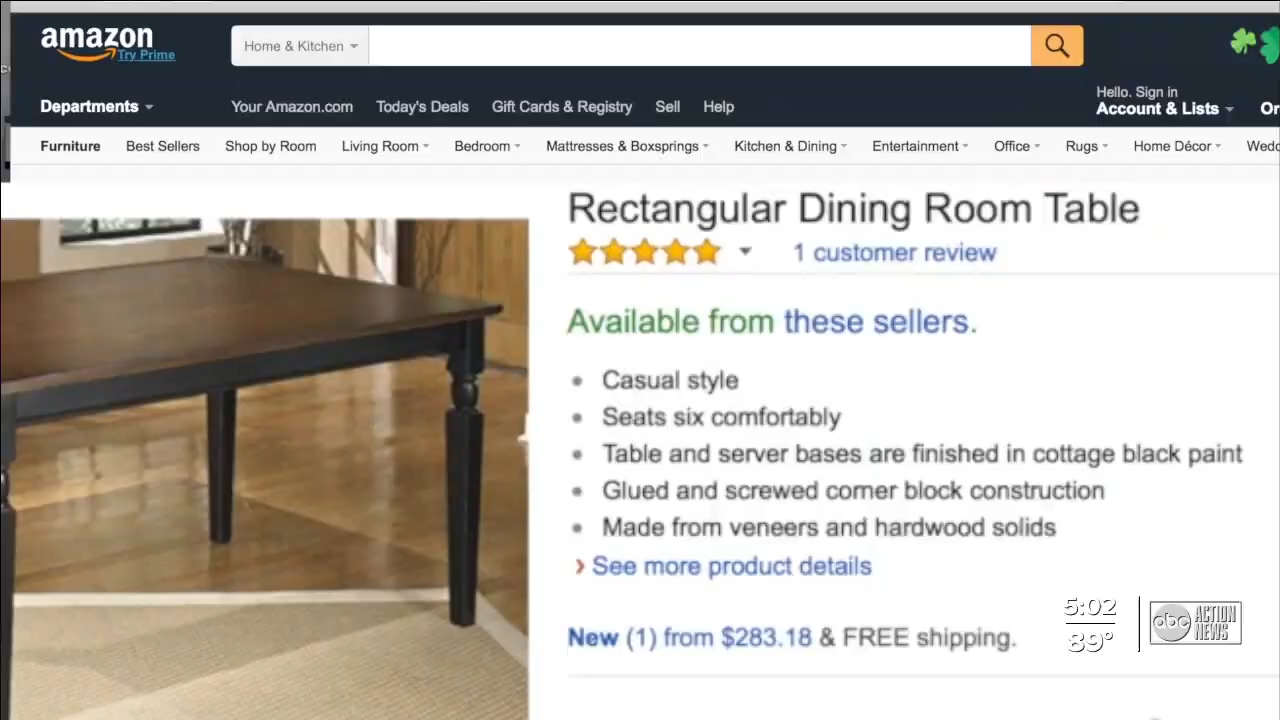 amazon
Try Prime
Home & Kitchen
Departments
Your Amazon.com
Today's Deals
Gift Cards & Registry
Sell
Help
Hello. Sign in
Account & Lists
Or
Furniture
Best Sellers
Shop by Room
Living Room
Bedroom
Mattresses & Boxsprings
Kitchen & Dining
Entertainment
Office
Rugs
Home Décor
Wedd
Rectangular Dining Room Table
1 customer review
Available from these sellers.
Casual style
Seats six comfortably
Table and server bases are finished in cottage black paint
Glued and screwed corner block construction
Made from veneers and hardwood solids
› See more product details
New (1) from $283.18 & FREE shipping.
5:02
89°
abc
ACTION
NEWS